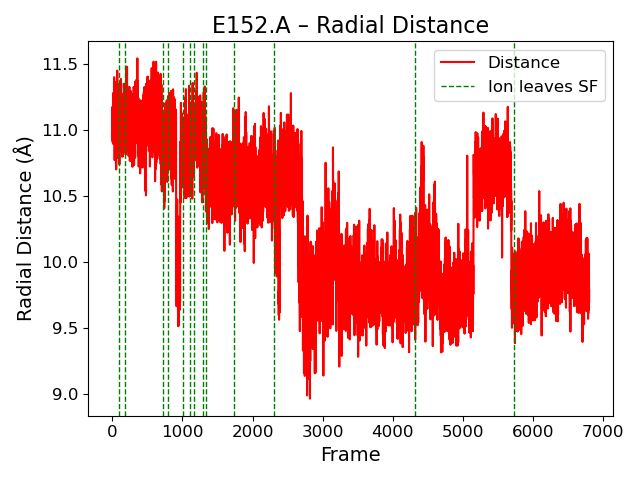 E152.A – Radial Distance
Distance
Ion leaves SF
Radial Distance (Å)
11.5
11.0
10.5
10.0
9.5
9.0
0 1000 2000 3000 4000 5000 6000 7000
Frame